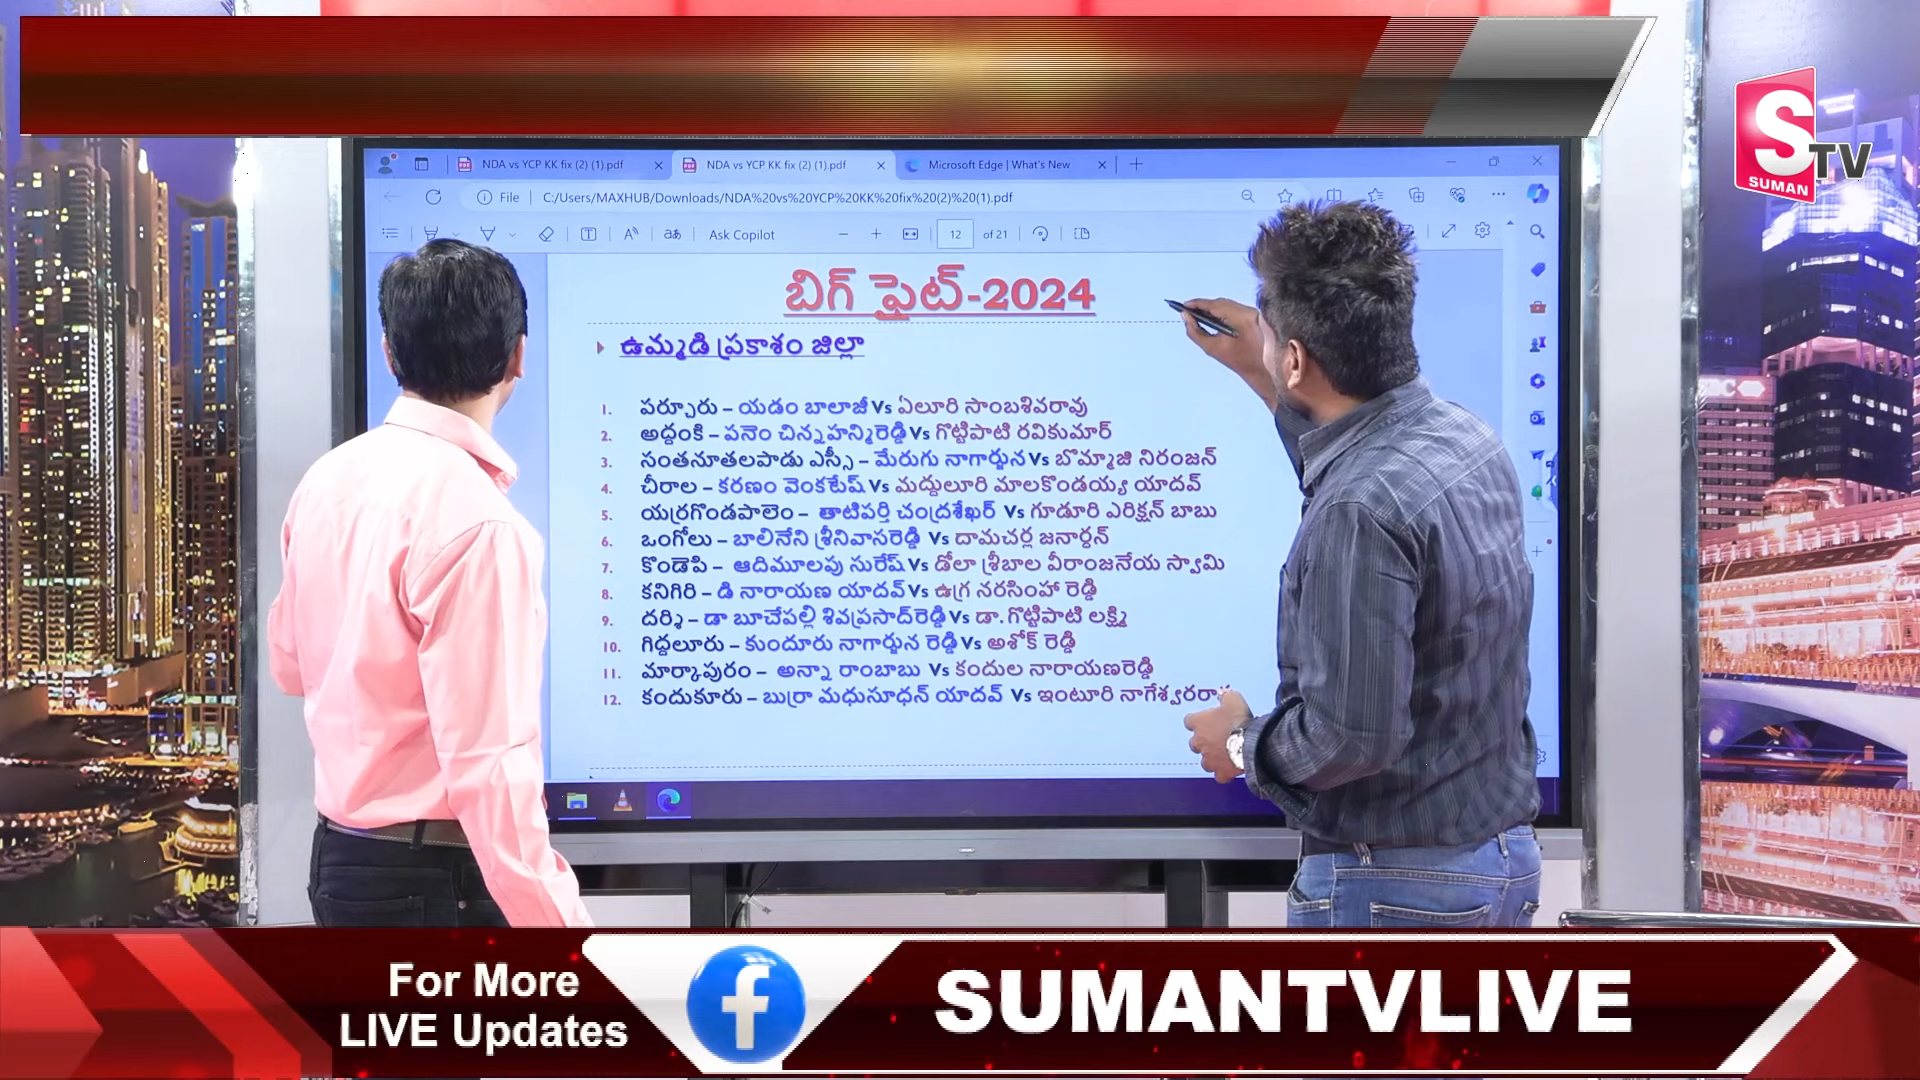 S
TV
SUMAN
NDA vs YCP KK fix (2) (1).pdf
NDA vs YCP KK fix (2) (1).pdf
Microsoft Edge | What's New
File
C:/Users/MAXHUB/Downloads/NDA%20vs%20YCP%20KK%20fix%20(2)%20(1).pdf
Ask Copilot
12
of 21
బిగ్ ఫైట్-2024
ఉమ్మడి ప్రకాశం జిల్లా
1. పర్చూరు – యడం బాలాజీ Vs ఏలూరి సాంబశివరావు
2. అద్దంకి – పనెం చిన్నహన్మిరెడ్డి Vs గొట్టిపాటి రవికుమార్
3. సంతనూతలపాడు ఎస్సీ – మేరుగు నాగార్జున Vs బొమ్మాజి నిరంజన్
4. చీరాల – కరణం వెంకటేష్ Vs మద్దులూరి మాలకొండయ్య యాదవ్
5. యర్రగొండపాలెం – తాటిపర్తి చంద్రశేఖర్ Vs గూడూరి ఎరిక్షన్ బాబు
6. ఒంగోలు – బాలినేని శ్రీనివాసరెడ్డి Vs దామచర్ల జనార్దన్
7. కొండెపి – ఆదిమూలపు సురేష్ Vs డోలా శ్రీబాల వీరాంజనేయ స్వామి
8. కనిగిరి – డి నారాయణ యాదవ్ Vs ఉగ్ర నరసింహా రెడ్డి
9. దర్శి – డా బూచేపల్లి శివప్రసాద్‌రెడ్డి Vs డా. గొట్టిపాటి లక్ష్మి
10. గిద్దలూరు – కుందూరు నాగార్జున రెడ్డి Vs అశోక్ రెడ్డి
11. మార్కాపురం – అన్నా రాంబాబు Vs కందుల నారాయణరెడ్డి
12. కందుకూరు – బుర్రా మధుసూధన్ యాదవ్ Vs ఇంటూరి
For More
LIVE Updates
SUMANTVLIVE